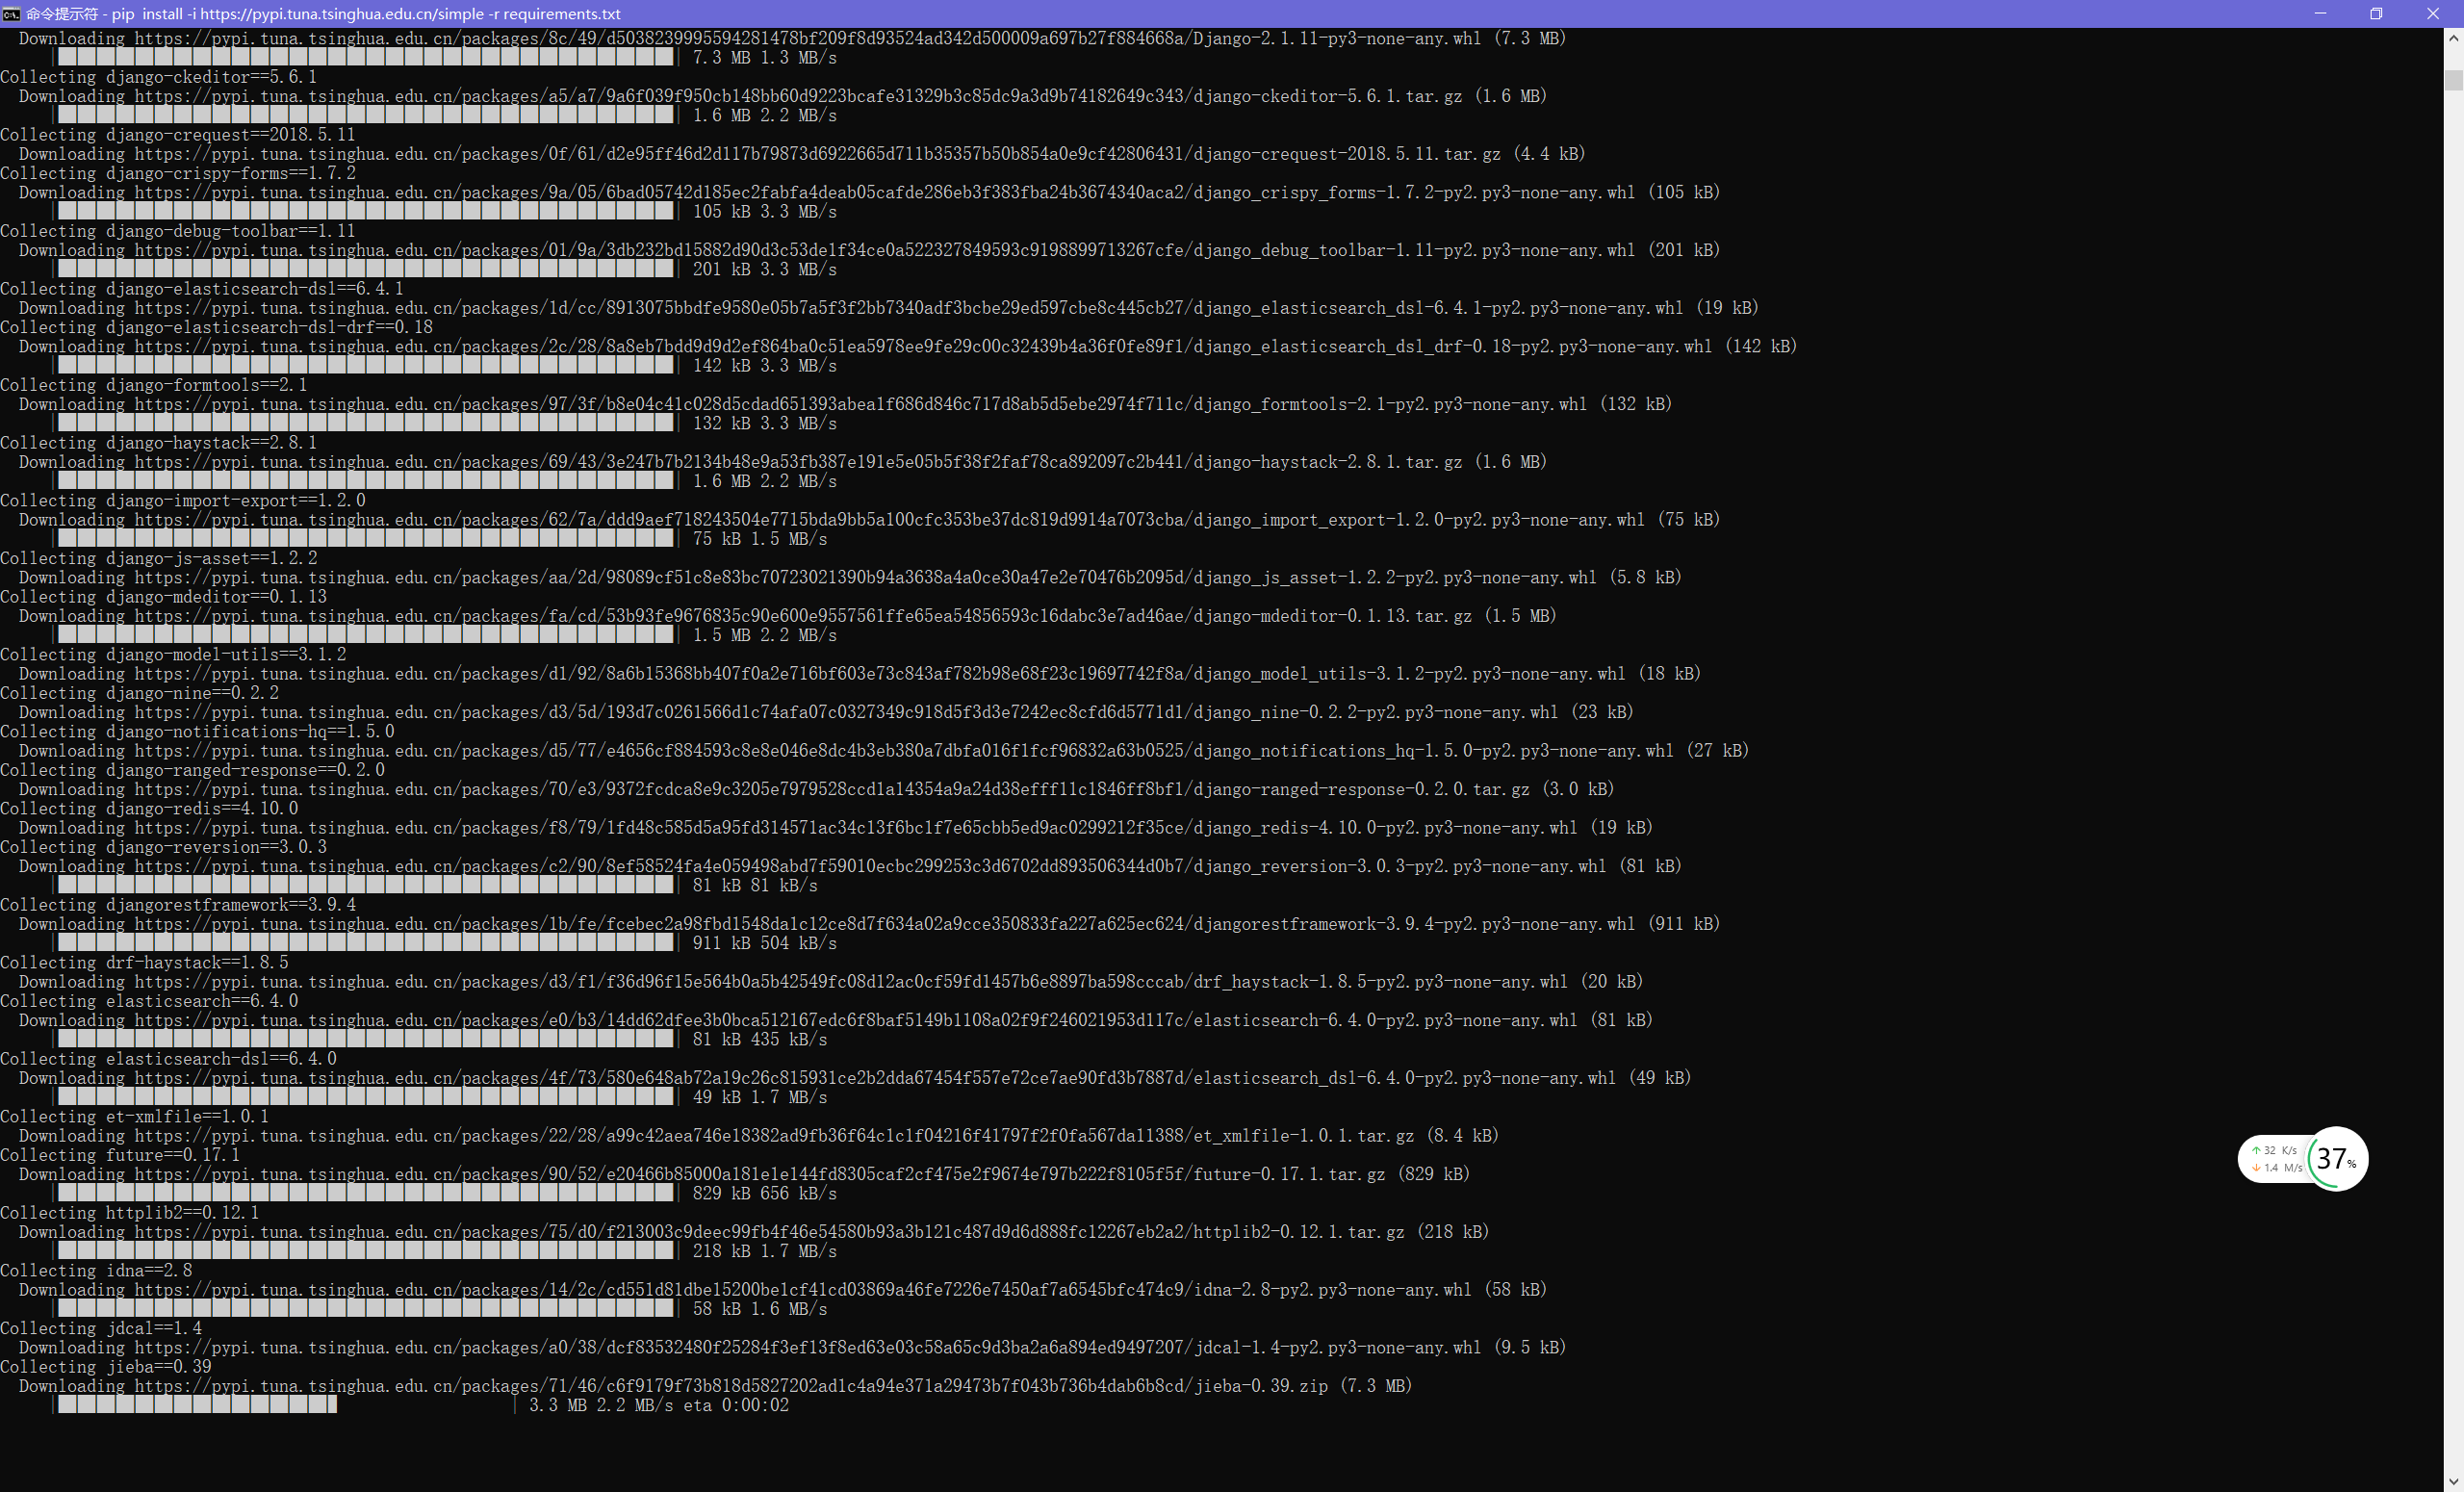 命令提示符 - pip  install -i https://pypi.tuna.tsinghua.edu.cn/simple -r requirements.txt
Downloading https://pypi.tuna.tsinghua.edu.cn/packages/8c/49/d5038239995594281478bf209f8d93524ad342d500009a697b27f884668a/Django-2.1.11-py3-none-any.whl (7.3 MB)
7.3 MB 1.3 MB/s
Collecting django-ckeditor==5.6.1
Downloading https://pypi.tuna.tsinghua.edu.cn/packages/a5/a7/9a6f039f950cb148bb60d9223bcafe31329b3c85dc9a3d9b74182649c343/django-ckeditor-5.6.1.tar.gz (1.6 MB)
1.6 MB 2.2 MB/s
Collecting django-crequest==2018.5.11
Downloading https://pypi.tuna.tsinghua.edu.cn/packages/0f/61/d2e95ff46d2d117b79873d6922665d711b35357b50b854a0e9cf42806431/django-crequest-2018.5.11.tar.gz (4.4 kB)
Collecting django-crispy-forms==1.7.2
Downloading https://pypi.tuna.tsinghua.edu.cn/packages/9a/05/6bad05742d185ec2fabfa4deab05cafde286eb3f383fba24b3674340aca2/django_crispy_forms-1.7.2-py2.py3-none-any.whl (105 kB)
105 kB 3.3 MB/s
Collecting django-debug-toolbar==1.11
Downloading https://pypi.tuna.tsinghua.edu.cn/packages/01/9a/3db232bd15882d90d3c53de1f34ce0a522327849593c9198899713267cfe/django_debug_toolbar-1.11-py2.py3-none-any.whl (201 kB)
201 kB 3.3 MB/s
Collecting django-elasticsearch-dsl==6.4.1
Downloading https://pypi.tuna.tsinghua.edu.cn/packages/1d/cc/8913075bbdfe9580e05b7a5f3f2bb7340adf3bcbe29ed597cbe8c445cb27/django_elasticsearch_dsl-6.4.1-py2.py3-none-any.whl (19 kB)
Collecting django-elasticsearch-dsl-drf==0.18
Downloading https://pypi.tuna.tsinghua.edu.cn/packages/2c/28/8a8eb7bdd9d9d2ef864ba0c51ea5978ee9fe29c00c32439b4a36f0fe89f1/django_elasticsearch_dsl_drf-0.18-py2.py3-none-any.whl (142 kB)
142 kB 3.3 MB/s
Collecting django-formtools==2.1
Downloading https://pypi.tuna.tsinghua.edu.cn/packages/97/3f/b8e04c41c028d5cdad651393abea1f686d846c717d8ab5d5ebe2974f711c/django_formtools-2.1-py2.py3-none-any.whl (132 kB)
132 kB 3.3 MB/s
Collecting django-haystack==2.8.1
Downloading https://pypi.tuna.tsinghua.edu.cn/packages/69/43/3e247b7b2134b48e9a53fb387e191e5e05b5f38f2faf78ca892097c2b441/django-haystack-2.8.1.tar.gz (1.6 MB)
1.6 MB 2.2 MB/s
Collecting django-import-export==1.2.0
Downloading https://pypi.tuna.tsinghua.edu.cn/packages/62/7a/ddd9aef718243504e7715bda9bb5a100cfc353be37dc819d9914a7073cba/django_import_export-1.2.0-py2.py3-none-any.whl (75 kB)
75 kB 1.5 MB/s
Collecting django-js-asset==1.2.2
Downloading https://pypi.tuna.tsinghua.edu.cn/packages/aa/2d/98089cf51c8e83bc70723021390b94a3638a4a0ce30a47e2e70476b2095d/django_js_asset-1.2.2-py2.py3-none-any.whl (5.8 kB)
Collecting django-mdeditor==0.1.13
Downloading https://pypi.tuna.tsinghua.edu.cn/packages/fa/cd/53b93fe9676835c90e600e9557561ffe65ea54856593c16dabc3e7ad46ae/django-mdeditor-0.1.13.tar.gz (1.5 MB)
1.5 MB 2.2 MB/s
Collecting django-model-utils==3.1.2
Downloading https://pypi.tuna.tsinghua.edu.cn/packages/d1/92/8a6b15368bb407f0a2e716bf603e73c843af782b98e68f23c19697742f8a/django_model_utils-3.1.2-py2.py3-none-any.whl (18 kB)
Collecting django-nine==0.2.2
Downloading https://pypi.tuna.tsinghua.edu.cn/packages/d3/5d/193d7c0261566d1c74afa07c0327349c918d5f3d3e7242ec8cfd6d5771d1/django_nine-0.2.2-py2.py3-none-any.whl (23 kB)
Collecting django-notifications-hq==1.5.0
Downloading https://pypi.tuna.tsinghua.edu.cn/packages/d5/77/e4656cf884593c8e8e046e8dc4b3eb380a7dbfa016f1fcf96832a63b0525/django_notifications_hq-1.5.0-py2.py3-none-any.whl (27 kB)
Collecting django-ranged-response==0.2.0
Downloading https://pypi.tuna.tsinghua.edu.cn/packages/70/e3/9372fcdca8e9c3205e7979528ccd1a14354a9a24d38efff11c1846ff8bf1/django-ranged-response-0.2.0.tar.gz (3.0 kB)
Collecting django-redis==4.10.0
Downloading https://pypi.tuna.tsinghua.edu.cn/packages/f8/79/1fd48c585d5a95fd314571ac34c13f6bc1f7e65cbb5ed9ac0299212f35ce/django_redis-4.10.0-py2.py3-none-any.whl (19 kB)
Collecting django-reversion==3.0.3
Downloading https://pypi.tuna.tsinghua.edu.cn/packages/c2/90/8ef58524fa4e059498abd7f59010ecbc299253c3d6702dd893506344d0b7/django_reversion-3.0.3-py2.py3-none-any.whl (81 kB)
81 kB 81 kB/s
Collecting djangorestframework==3.9.4
Downloading https://pypi.tuna.tsinghua.edu.cn/packages/1b/fe/fcebec2a98fbd1548da1c12ce8d7f634a02a9cce350833fa227a625ec624/djangorestframework-3.9.4-py2.py3-none-any.whl (911 kB)
911 kB 504 kB/s
Collecting drf-haystack==1.8.5
Downloading https://pypi.tuna.tsinghua.edu.cn/packages/d3/f1/f36d96f15e564b0a5b42549fc08d12ac0cf59fd1457b6e8897ba598cccab/drf_haystack-1.8.5-py2.py3-none-any.whl (20 kB)
Collecting elasticsearch==6.4.0
Downloading https://pypi.tuna.tsinghua.edu.cn/packages/e0/b3/14dd62dfee3b0bca512167edc6f8baf5149b1108a02f9f246021953d117c/elasticsearch-6.4.0-py2.py3-none-any.whl (81 kB)
81 kB 435 kB/s
Collecting elasticsearch-dsl==6.4.0
Downloading https://pypi.tuna.tsinghua.edu.cn/packages/4f/73/580e648ab72a19c26c815931ce2b2dda67454f557e72ce7ae90fd3b7887d/elasticsearch_dsl-6.4.0-py2.py3-none-any.whl (49 kB)
49 kB 1.7 MB/s
Collecting et-xmlfile==1.0.1
Downloading https://pypi.tuna.tsinghua.edu.cn/packages/22/28/a99c42aea746e18382ad9fb36f64c1c1f04216f41797f2f0fa567da11388/et_xmlfile-1.0.1.tar.gz (8.4 kB)
Collecting future==0.17.1
Downloading https://pypi.tuna.tsinghua.edu.cn/packages/90/52/e20466b85000a181e1e144fd8305caf2cf475e2f9674e797b222f8105f5f/future-0.17.1.tar.gz (829 kB)
829 kB 656 kB/s
Collecting httplib2==0.12.1
Downloading https://pypi.tuna.tsinghua.edu.cn/packages/75/d0/f213003c9deec99fb4f46e54580b93a3b121c487d9d6d888fc12267eb2a2/httplib2-0.12.1.tar.gz (218 kB)
218 kB 1.7 MB/s
Collecting idna==2.8
Downloading https://pypi.tuna.tsinghua.edu.cn/packages/14/2c/cd551d81dbe15200be1cf41cd03869a46fe7226e7450af7a6545bfc474c9/idna-2.8-py2.py3-none-any.whl (58 kB)
58 kB 1.6 MB/s
Collecting jdcal==1.4
Downloading https://pypi.tuna.tsinghua.edu.cn/packages/a0/38/dcf83532480f25284f3ef13f8ed63e03c58a65c9d3ba2a6a894ed9497207/jdcal-1.4-py2.py3-none-any.whl (9.5 kB)
Collecting jieba==0.39
Downloading https://pypi.tuna.tsinghua.edu.cn/packages/71/46/c6f9179f73b818d5827202ad1c4a94e371a29473b7f043b736b4dab6b8cd/jieba-0.39.zip (7.3 MB)
3.3 MB 2.2 MB/s eta 0:00:02
↑ 32 K/s
↓ 1.4 M/s
37%